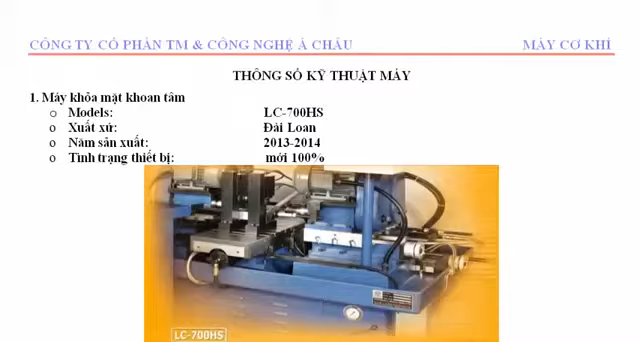 CÔNG TY CỔ PHẦN TM & CÔNG NGHỆ Á CHÂU MÁY CƠ KHÍ
THÔNG SỐ KỸ THUẬT MÁY
1. Máy khỏa mặt khoan tâm
o Models: LC-700HS
o Xuất xứ: Đài Loan
o Năm sản xuất: 2013-2014
o Tình trạng thiết bị: mới 100%
LC-700HS